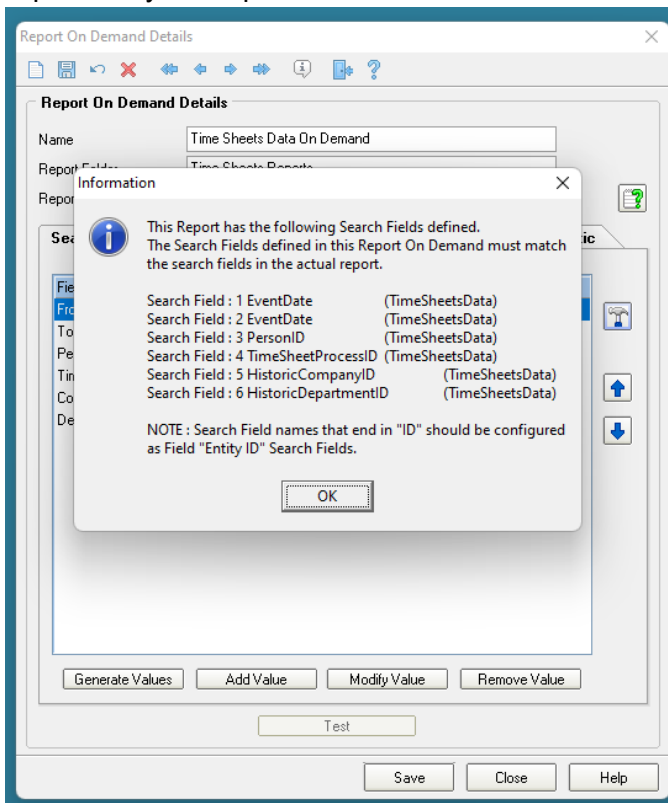 Report On Demand Details
Report On Demand Details
Name
Time Sheets Data On Demand
Information
This Report has the following Search Fields defined.
The Search Fields defined in this Report On Demand must match
the search fields in the actual report.
Search Field : 1 EventDate (TimeSheetsData)
Search Field : 2 EventDate (TimeSheetsData)
Search Field : 3 PersonID (TimeSheetsData)
Search Field : 4 TimeSheetProcessID (TimeSheetsData)
Search Field : 5 HistoricCompanyID (TimeSheetsData)
Search Field : 6 HistoricDepartmentID (TimeSheetsData)
NOTE : Search Field names that end in "ID" should be configured
as Field "Entity ID" Search Fields.
OK
Generate Values Add Value Modify Value Remove Value
Test
Save Close Help